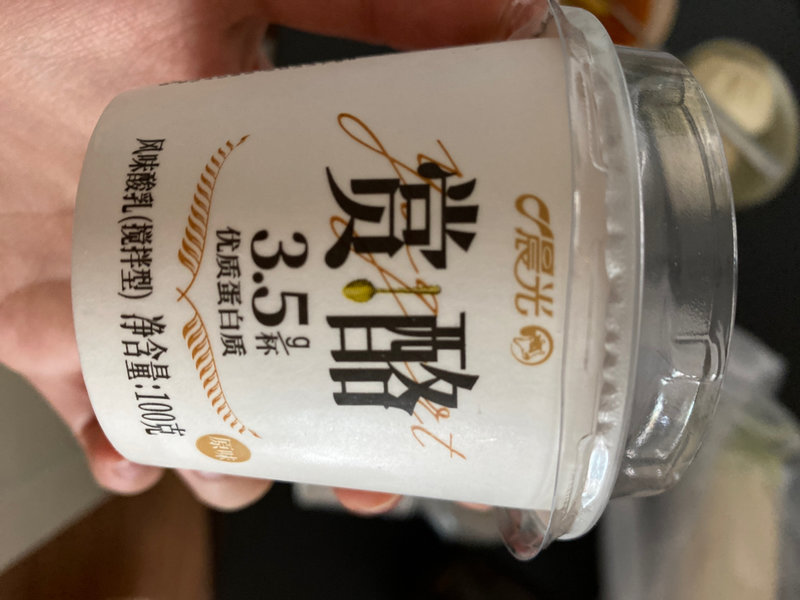 晨光
赏酪
3.5g/杯
优质蛋白质
原味
风味酸乳(搅拌型) 净含量:100克